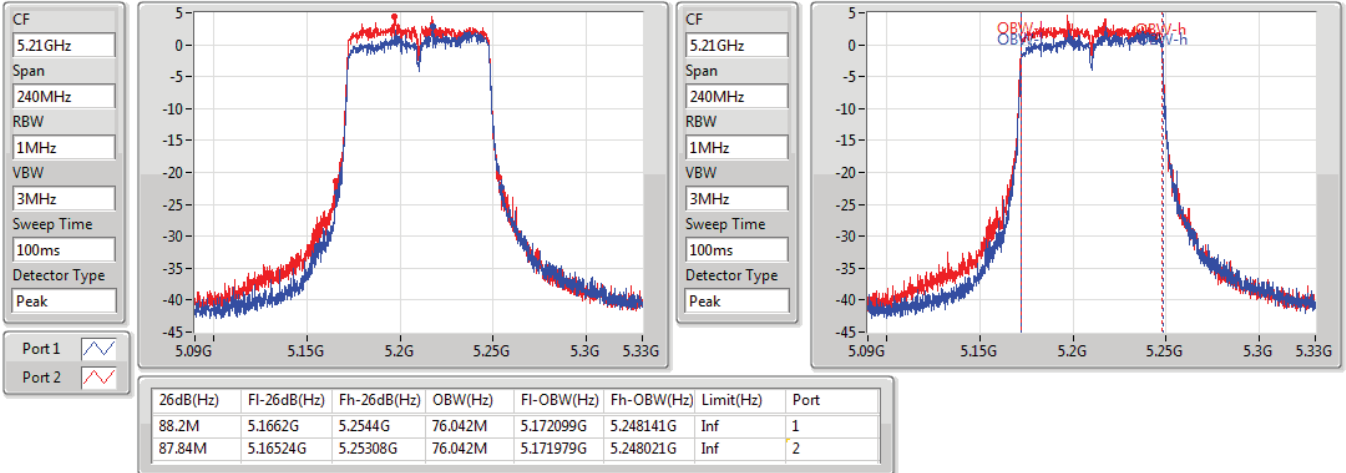 CF
5.21GHz
Span
240MHz
RBW
1MHz
VBW
3MHz
Sweep Time
100ms
Detector Type
Peak
Port 1
Port 2
5
0
-5
-10
-15
-20
-25
-30
-35
-40
-45
5.09G 5.15G 5.2G 5.25G 5.3G 5.33G
CF
5.21GHz
Span
240MHz
RBW
1MHz
VBW
3MHz
Sweep Time
100ms
Detector Type
Peak
5
0
-5
-10
-15
-20
-25
-30
-35
-40
-45
5.09G 5.15G 5.2G 5.25G 5.3G 5.33G
26dB(Hz) Fl-26dB(Hz) Fh-26dB(Hz) OBW(Hz) Fl-OBW(Hz) Fh-OBW(Hz) Limit(Hz) Port
88.2M 5.1662G 5.2544G 76.042M 5.172099G 5.248141G Inf 1
87.84M 5.16524G 5.25308G 76.042M 5.171979G 5.248021G Inf 2